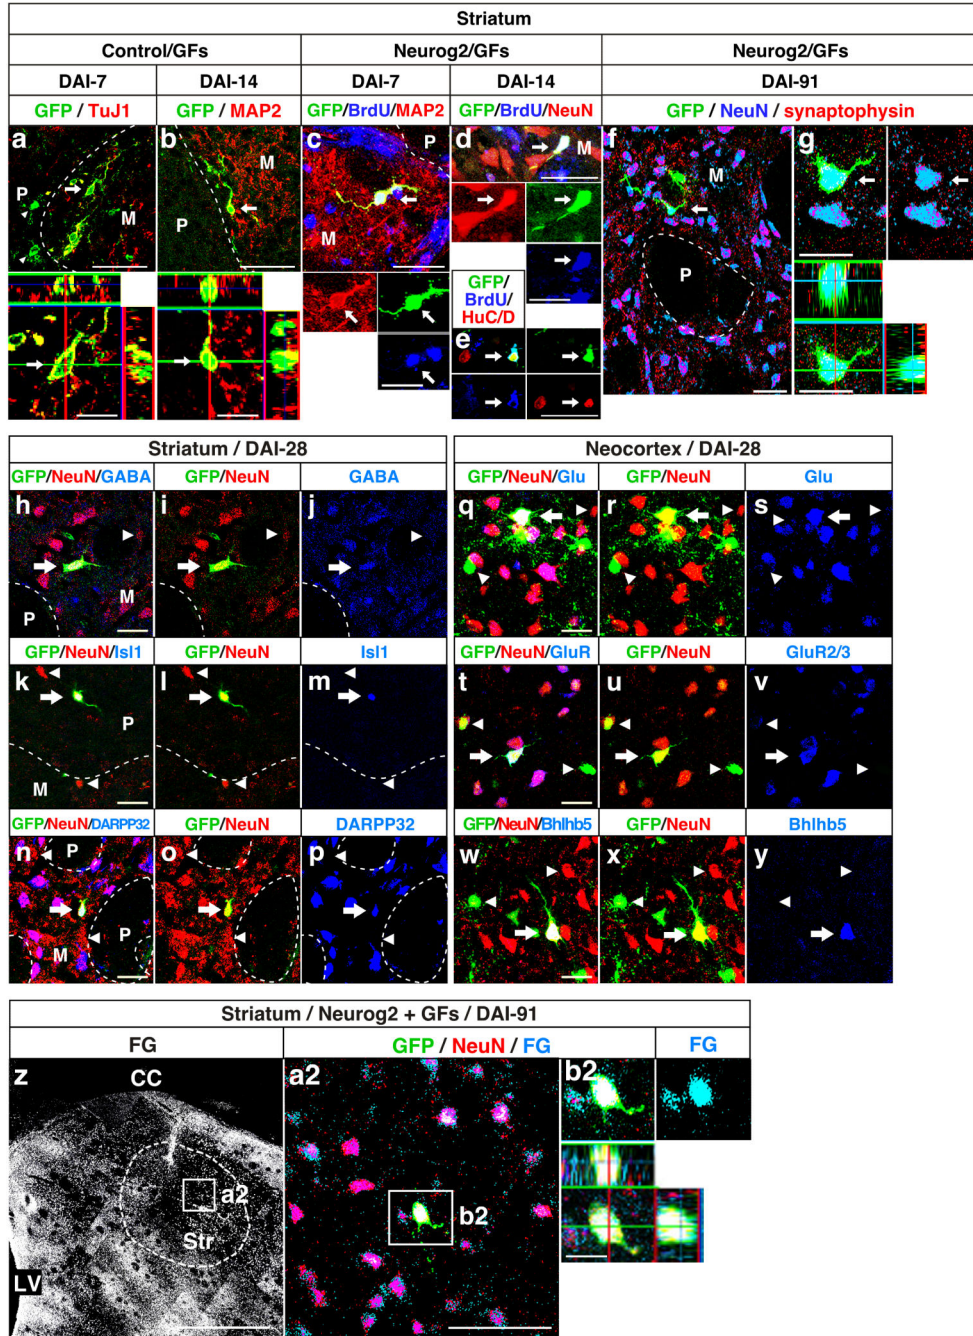 Striatum
Control/GFs Neurog2/GFs Neurog2/GFs
DAI-7 DAI-14 DAI-7 DAI-14 DAI-91
GFP / TuJ1 GFP / MAP2 GFP/BrdU/MAP2 GFP/BrdU/NeuN GFP / NeuN / synaptophysin
a b c d f g
P M P M P M M M P
GFP/
BrdU/
HuC/D
e
Striatum / DAI-28 Neocortex / DAI-28
GFP/NeuN/GABA GFP/NeuN GABA GFP/NeuN/Glu GFP/NeuN Glu
h i j q r s
P M
GFP/NeuN/Isl1 GFP/NeuN Isl1 GFP/NeuN/GluR GFP/NeuN GluR2/3
k l m t u v
P
M
GFP/NeuN/DARPP32 GFP/NeuN DARPP32 GFP/NeuN/Bhlhb5 GFP/NeuN Bhlhb5
n o p w x y
P P M
Striatum / Neurog2 + GFs / DAI-91
FG GFP / NeuN / FG FG
z CC a2 b2
a2
Str b2
LV